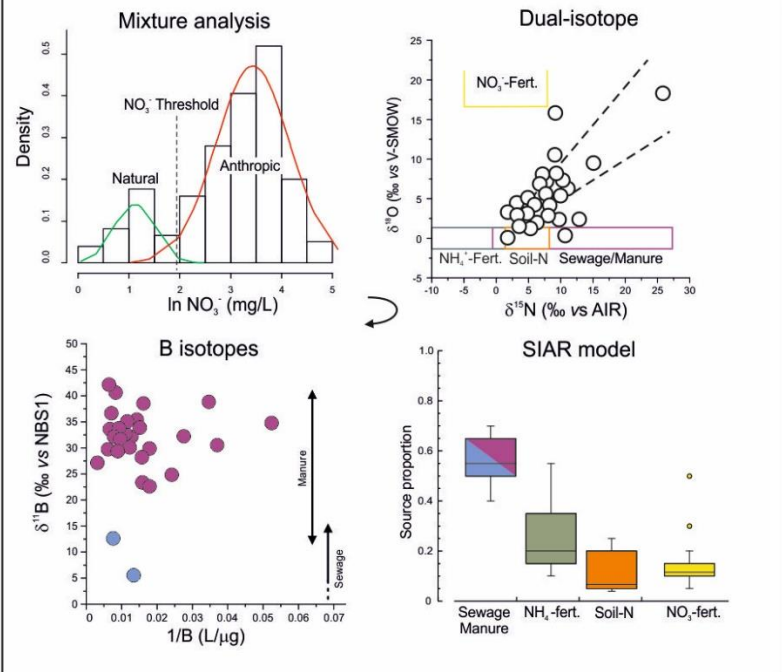 Mixture analysis
0.5
0.4
0.3
0.2
0.1
0.0
Density
NO₃⁻ Threshold
Natural
Anthropic
0 1 2 3 4 5
ln NO₃⁻ (mg/L)
Dual-isotope
25
20
15
10
5
0
-5
δ¹⁸O (‰ vs V-SMOW)
NO₃⁻-Fert.
NH₄⁺-Fert. Soil-N Sewage/Manure
-10 -5 0 5 10 15 20 25 30
δ¹⁵N (‰ vs AIR)
B isotopes
50
45
40
35
30
25
20
15
10
5
0
δ¹¹B (‰ vs NBS1)
Manure
Sewage
0 0.01 0.02 0.03 0.04 0.05 0.06 0.07
1/B (L/µg)
SIAR model
1.0
0.8
0.6
0.4
0.2
0
Source proportion
Sewage NH₄-fert. Soil-N NO₃-fert.
Manure